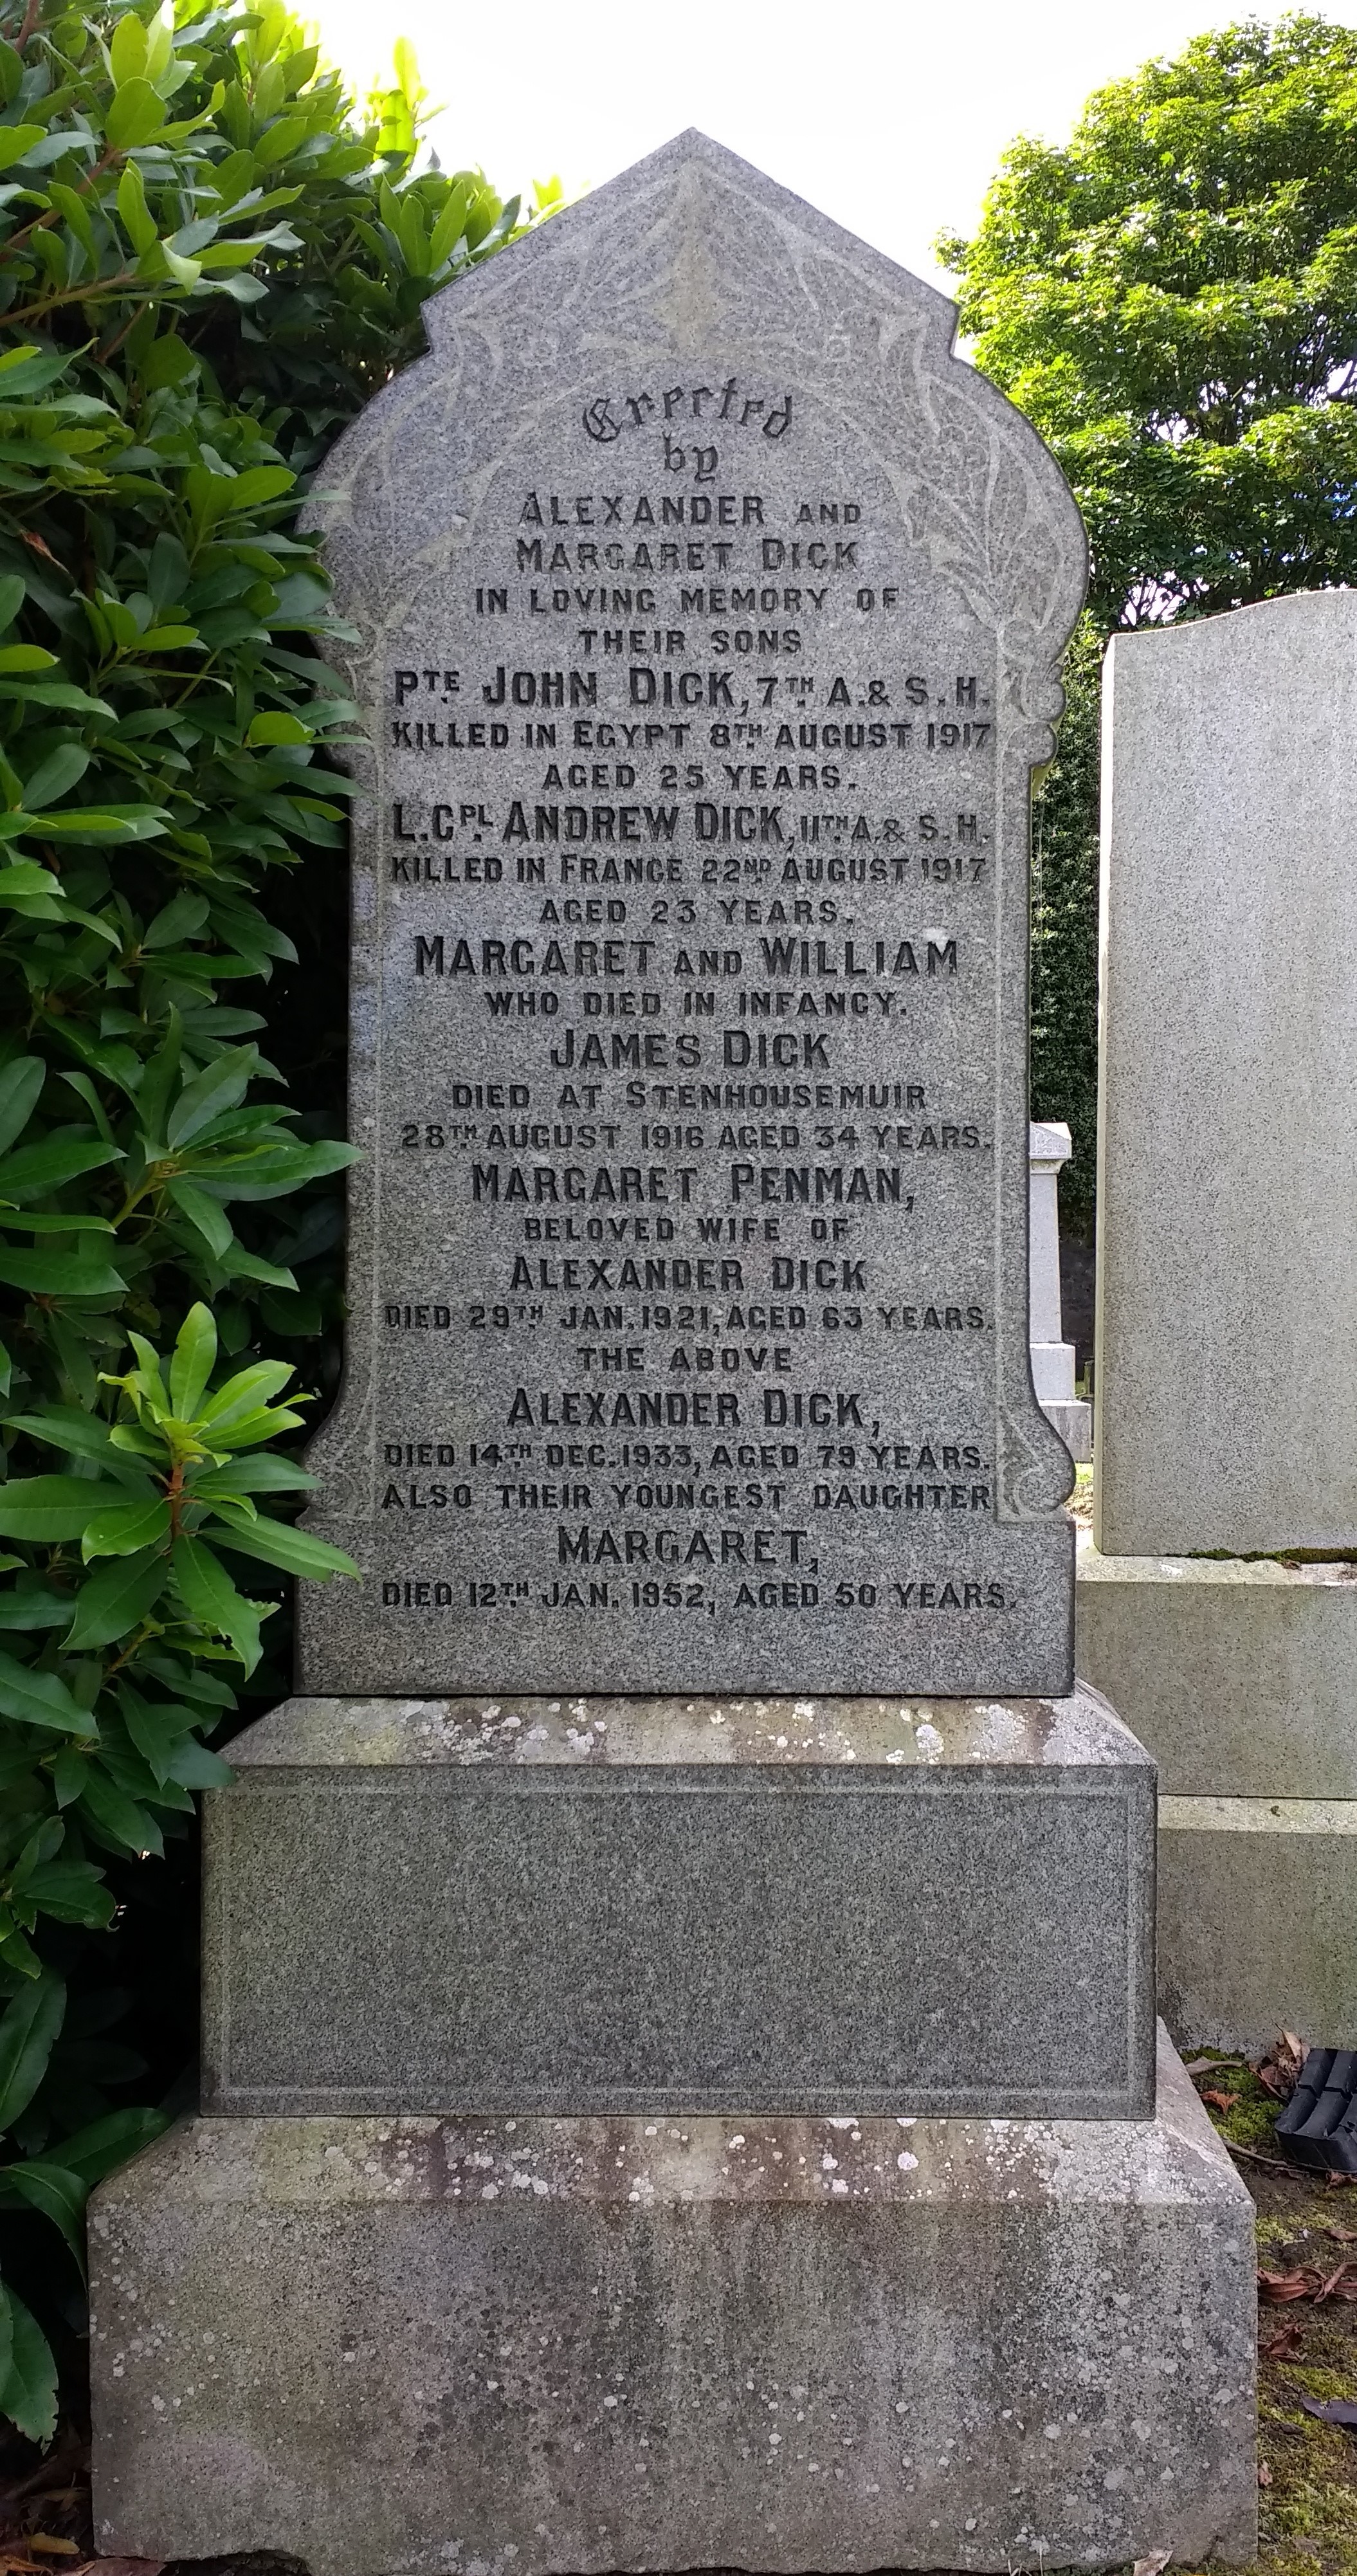 Erected
by
ALEXANDER AND
MARGARET DICK
IN LOVING MEMORY OF
THEIR SONS
PTE. JOHN DICK, 7TH. A. & S. H.
KILLED IN EGYPT 8TH. AUGUST 1917
AGED 25 YEARS.
L.CPL. ANDREW DICK, 11TH. A. & S. H.
KILLED IN FRANCE 22ND. AUGUST 1917
AGED 23 YEARS.
MARGARET AND WILLIAM
WHO DIED IN INFANCY.
JAMES DICK
DIED AT STENHOUSEMUIR
28TH. AUGUST 1916 AGED 34 YEARS.
MARGARET PENMAN,
BELOVED WIFE OF
ALEXANDER DICK
DIED 29TH. JAN. 1921, AGED 63 YEARS.
THE ABOVE
ALEXANDER DICK,
DIED 14TH. DEC. 1933, AGED 79 YEARS.
ALSO THEIR YOUNGEST DAUGHTER
MARGARET,
DIED 12TH. JAN. 1952, AGED 50 YEARS.